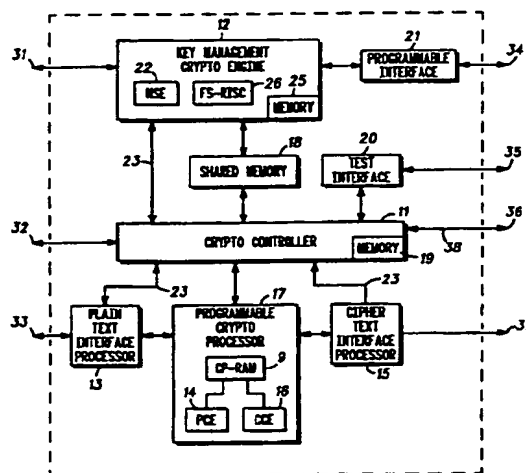 12
KEY MANAGEMENT
CRYPTO ENGINE
22
MSE
26
FS-RISC
25
MEMORY
21
PROGRAMMABLE
INTERFACE
31
34
23
18
SHARED MEMORY
20
TEST
INTERFACE
35
11
36
32
CRYPTO CONTROLLER
MEMORY
38
19
23
17
23
33
PLAIN
TEXT
INTERFACE
PROCESSOR
13
PROGRAMMABLE
CRYPTO
PROCESSOR
CP-RAM
9
14
PCE
16
CCE
CIPHER
TEXT
INTERFACE
PROCESSOR
15
3